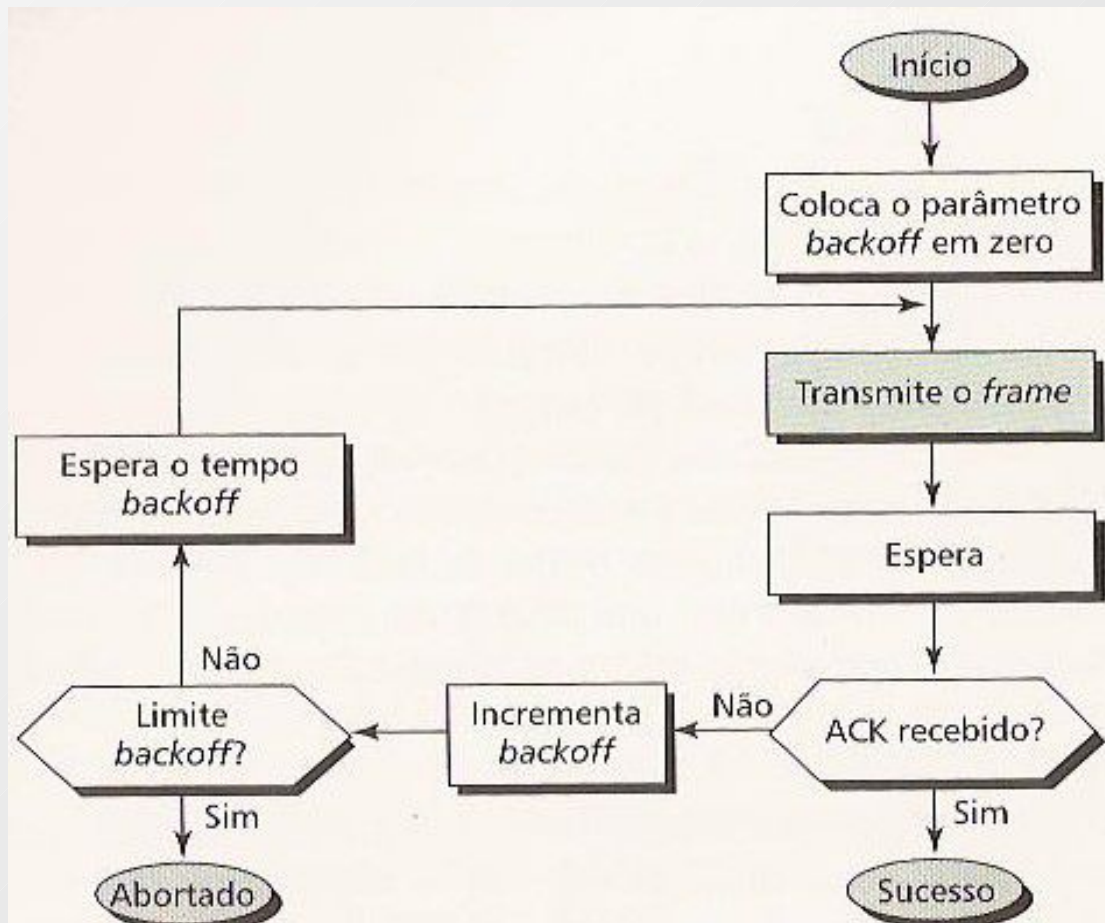 Início
Coloca o parâmetro
backoff em zero
Transmite o frame
Espera o tempo
backoff
Espera
Não
Limite
backoff?
Incrementa
backoff
Não
ACK recebido?
Sim
Sim
Abortado
Sucesso